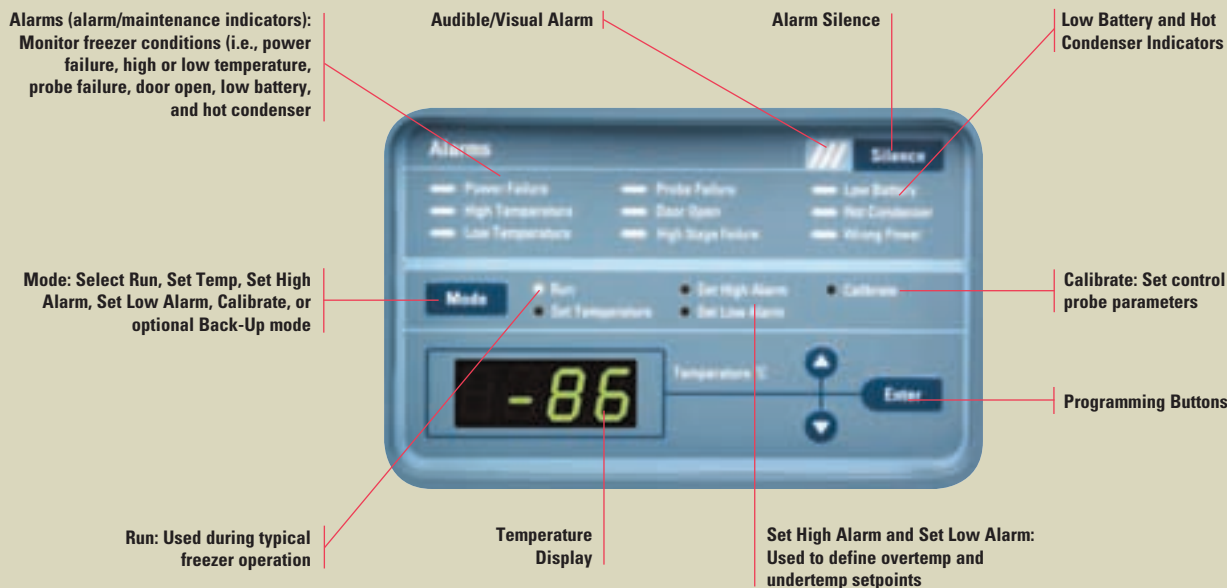 Alarms (alarm/maintenance indicators):
Monitor freezer conditions (i.e., power
failure, high or low temperature,
probe failure, door open, low battery,
and hot condenser
Audible/Visual Alarm
Alarm Silence
Low Battery and Hot
Condenser Indicators
Alarms
Silence
Power Failure
Probe Failure
Low Battery
High Temperature
Door Open
Hot Condenser
Low Temperature
High Stage Failure
Wrong Power
Mode: Select Run, Set Temp, Set High
Alarm, Set Low Alarm, Calibrate, or
optional Back-Up mode
Mode
Run
Set High Alarm
Calibrate
Set Temperature
Set Low Alarm
Calibrate: Set control
probe parameters
-86
Temperature °C
Enter
Programming Buttons
Run: Used during typical
freezer operation
Temperature
Display
Set High Alarm and Set Low Alarm:
Used to define overtemp and
undertemp setpoints